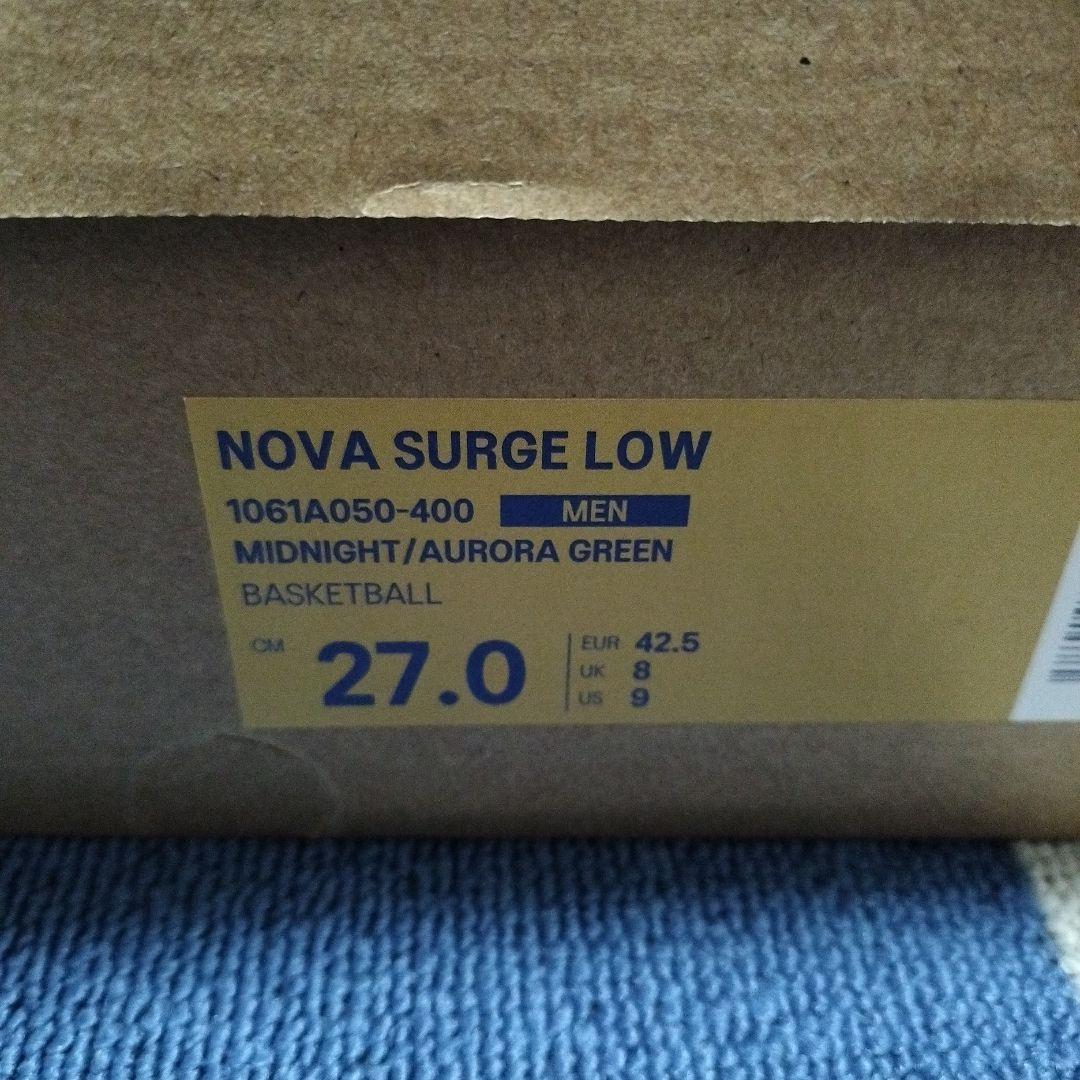 NOVA SURGE LOW
1061A050-400 MEN
MIDNIGHT/AURORA GREEN
BASKETBALL
CM 27.0 EUR 42.5
UK 8
US 9